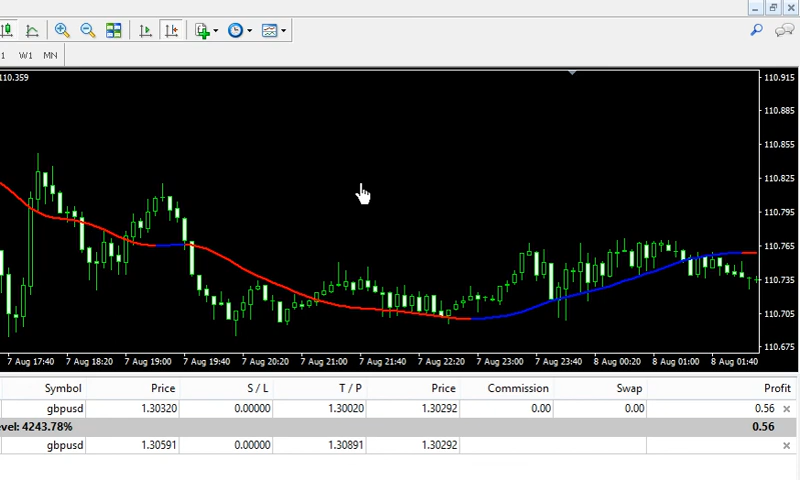 1 W1 MN
110.359
110.915
110.885
110.855
110.825
110.795
110.765
110.735
110.705
110.675
7 Aug 17:40 7 Aug 18:20 7 Aug 19:00 7 Aug 19:40 7 Aug 20:20 7 Aug 21:00 7 Aug 21:40 7 Aug 22:20 7 Aug 23:00 7 Aug 23:40 8 Aug 00:20 8 Aug 01:00 8 Aug 01:40
Symbol Price S / L T / P Price Commission Swap Profit
gbpusd 1.30320 0.00000 1.30020 1.30292 0.00 0.00 0.56
evel: 4243.78% 0.56
gbpusd 1.30591 0.00000 1.30891 1.30292